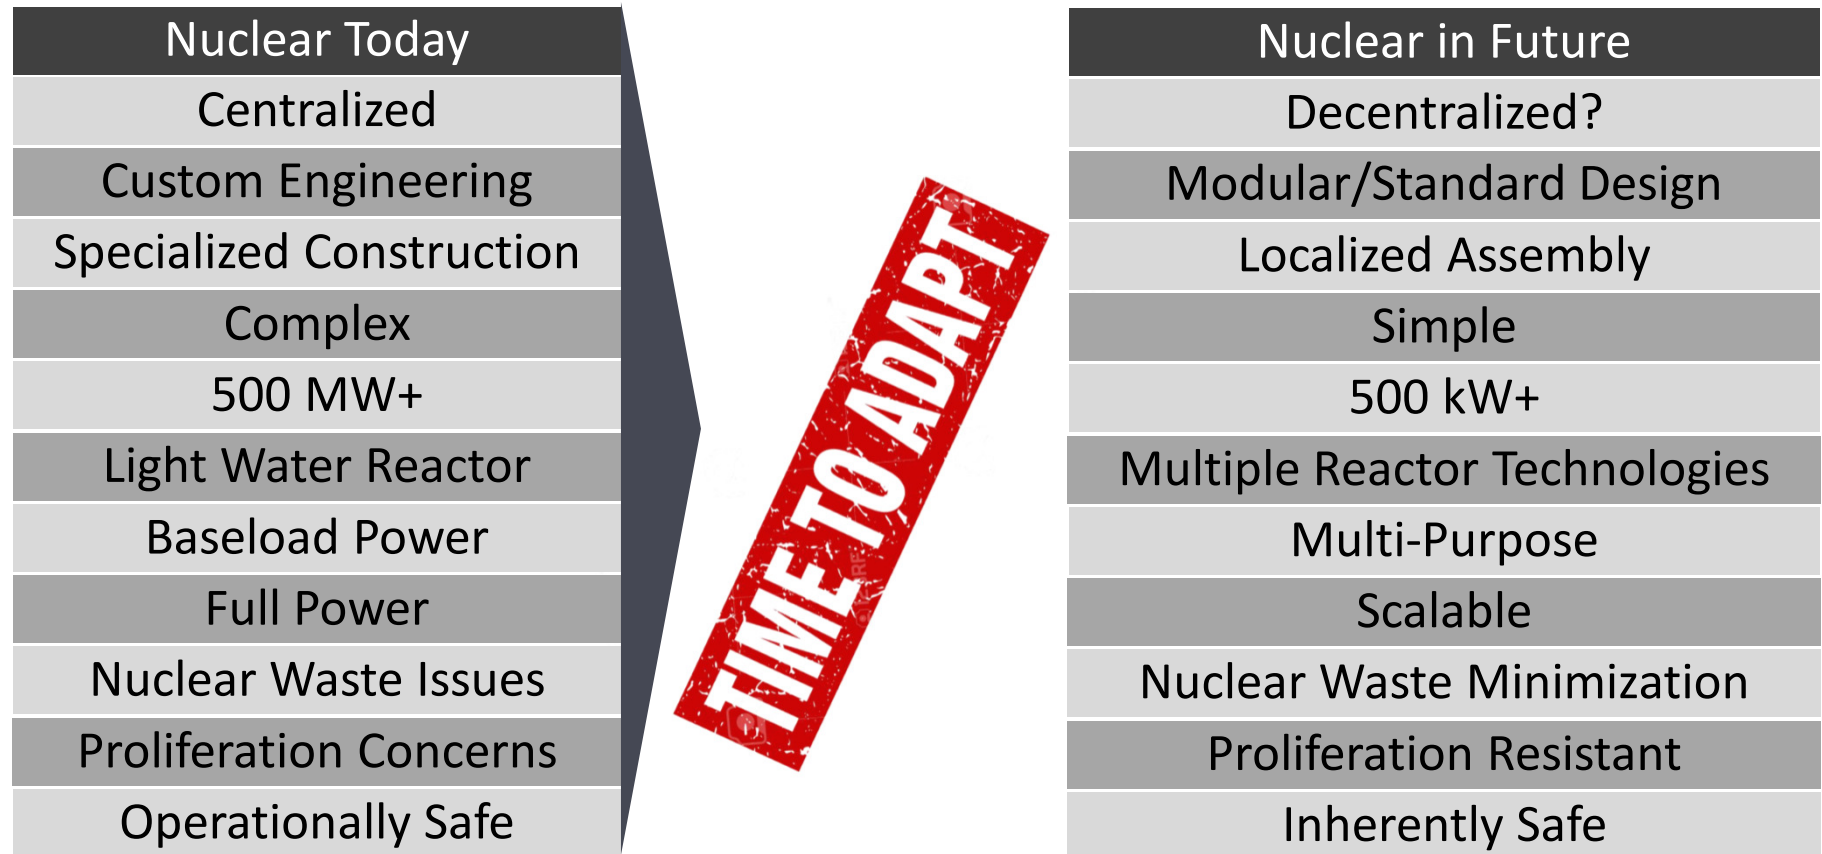 Nuclear Today
Centralized
Custom Engineering
Specialized Construction
Complex
500 MW+
Light Water Reactor
Baseload Power
Full Power
Nuclear Waste Issues
Proliferation Concerns
Operationally Safe
TIME TO ADAPT
Nuclear in Future
Decentralized?
Modular/Standard Design
Localized Assembly
Simple
500 kW+
Multiple Reactor Technologies
Multi-Purpose
Scalable
Nuclear Waste Minimization
Proliferation Resistant
Inherently Safe